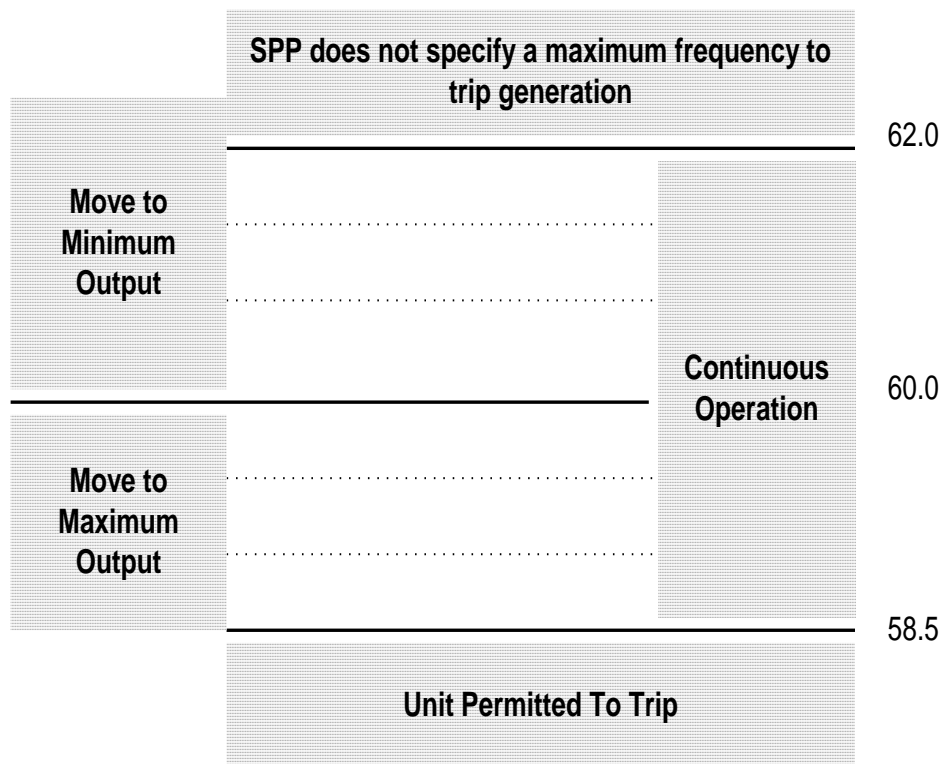 SPP does not specify a maximum frequency to
trip generation
62.0
Move to
Minimum
Output
Continuous
Operation
60.0
Move to
Maximum
Output
58.5
Unit Permitted To Trip